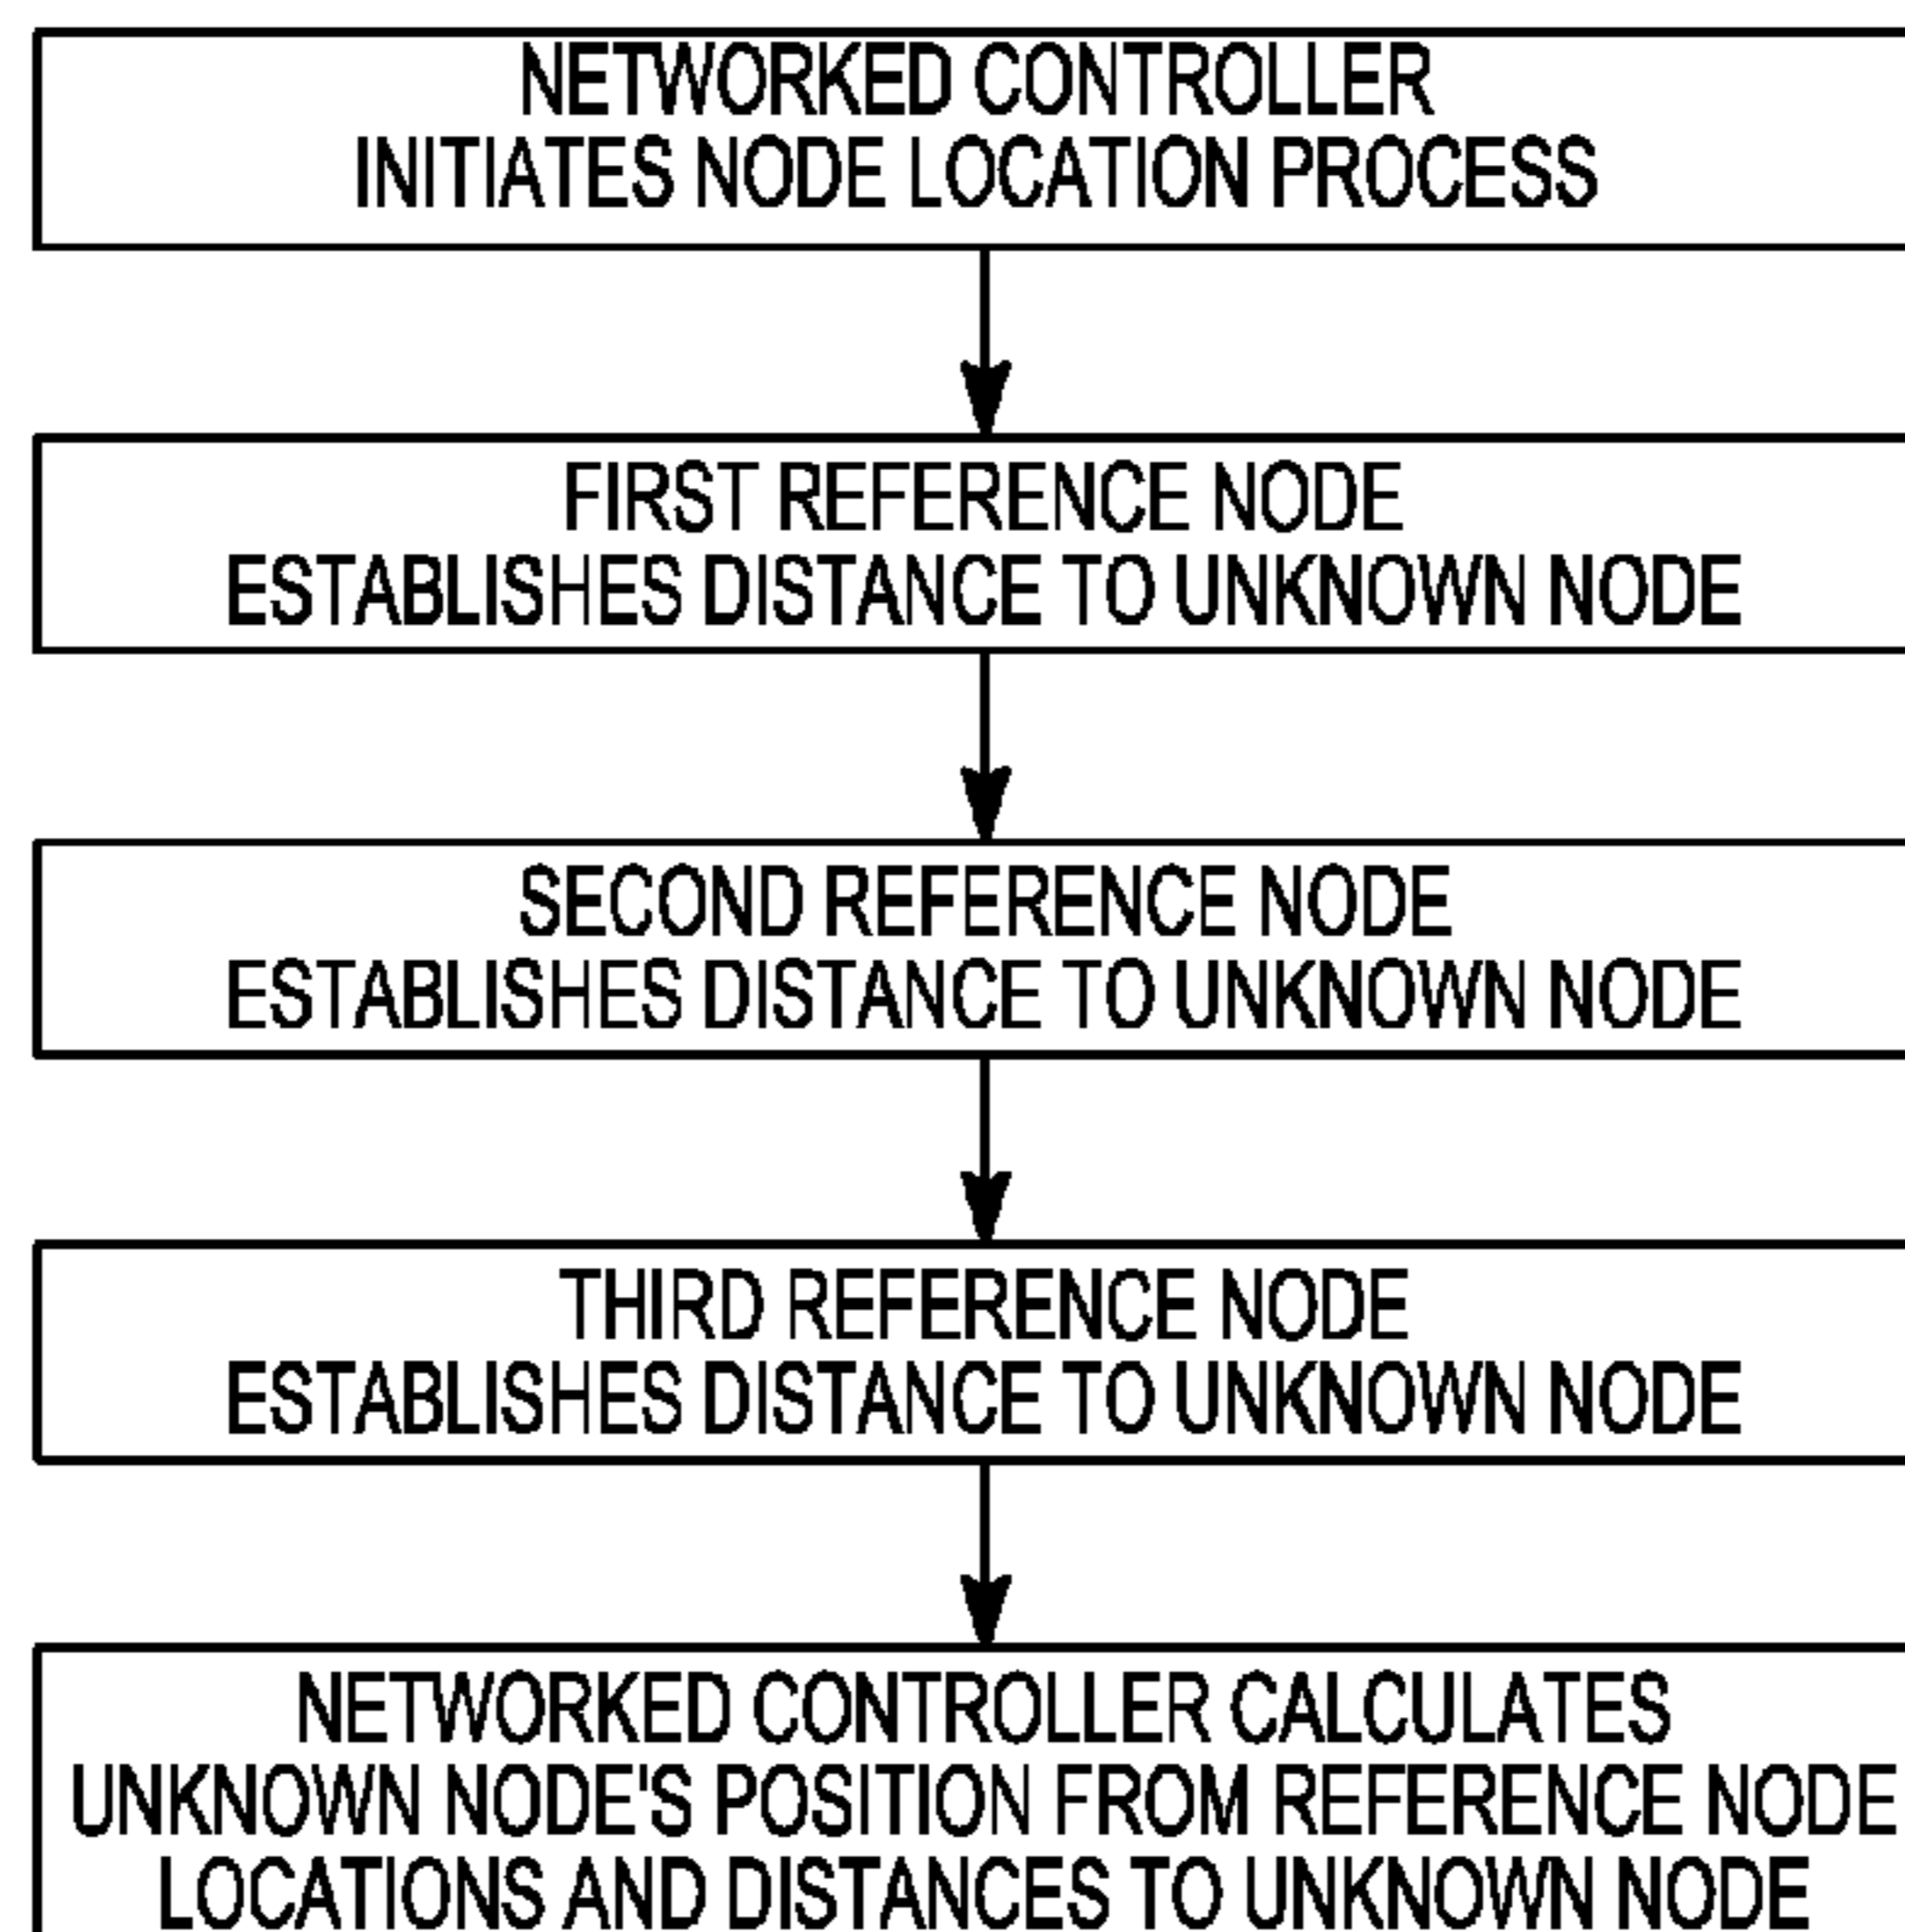 NETWORKED CONTROLLER
INITIATES NODE LOCATION PROCESS
FIRST REFERENCE NODE
ESTABLISHES DISTANCE TO UNKNOWN NODE
SECOND REFERENCE NODE
ESTABLISHES DISTANCE TO UNKNOWN NODE
THIRD REFERENCE NODE
ESTABLISHES DISTANCE TO UNKNOWN NODE
NETWORKED CONTROLLER CALCULATES
UNKNOWN NODE'S POSITION FROM REFERENCE NODE
LOCATIONS AND DISTANCES TO UNKNOWN NODE